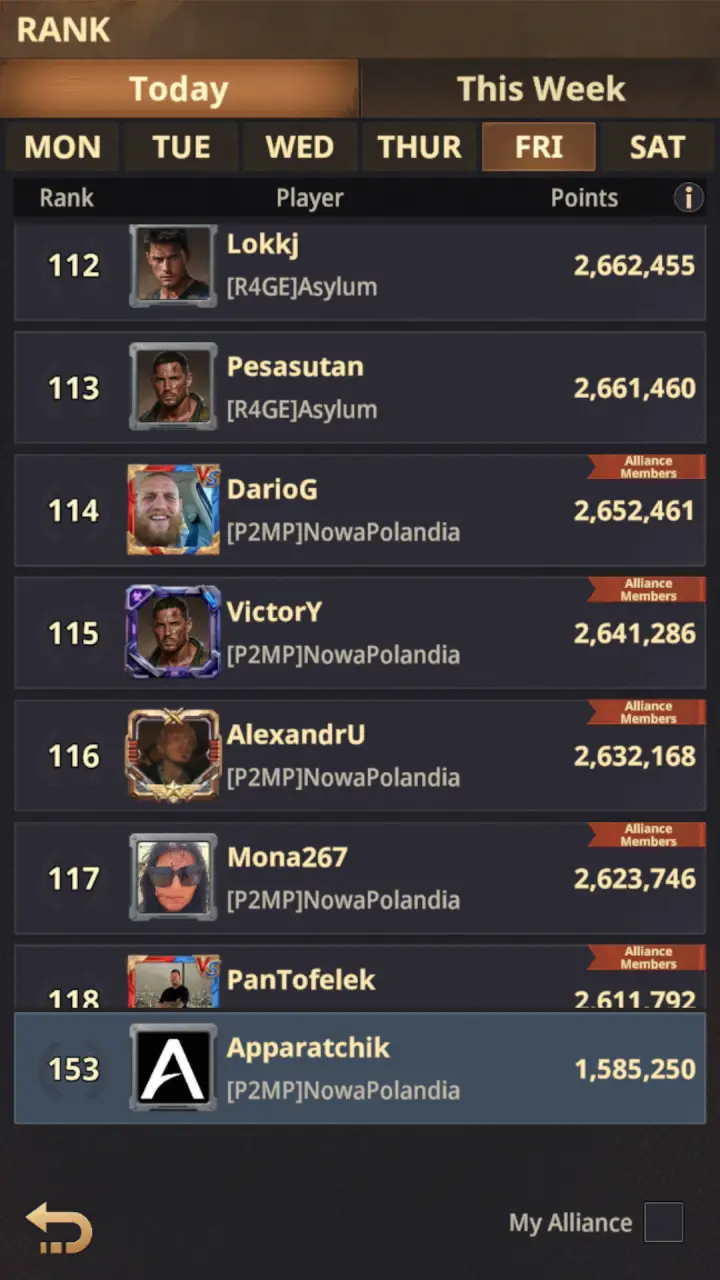 RANK
Today
This Week
MON
TUE
WED
THUR
FRI
SAT
Rank
Player
Points
i
112
Lokkj
[R4GE]Asylum
2,662,455
113
Pesasutan
[R4GE]Asylum
2,661,460
Alliance
Members
114
VS
DarioG
[P2MP]NowaPolandia
2,652,461
Alliance
Members
115
VictorY
[P2MP]NowaPolandia
2,641,286
Alliance
Members
116
AlexandrU
[P2MP]NowaPolandia
2,632,168
Alliance
Members
117
Mona267
[P2MP]NowaPolandia
2,623,746
Alliance
Members
118
VS
PanTofelek
2,611,792
153
A
Apparatchik
[P2MP]NowaPolandia
1,585,250
My Alliance